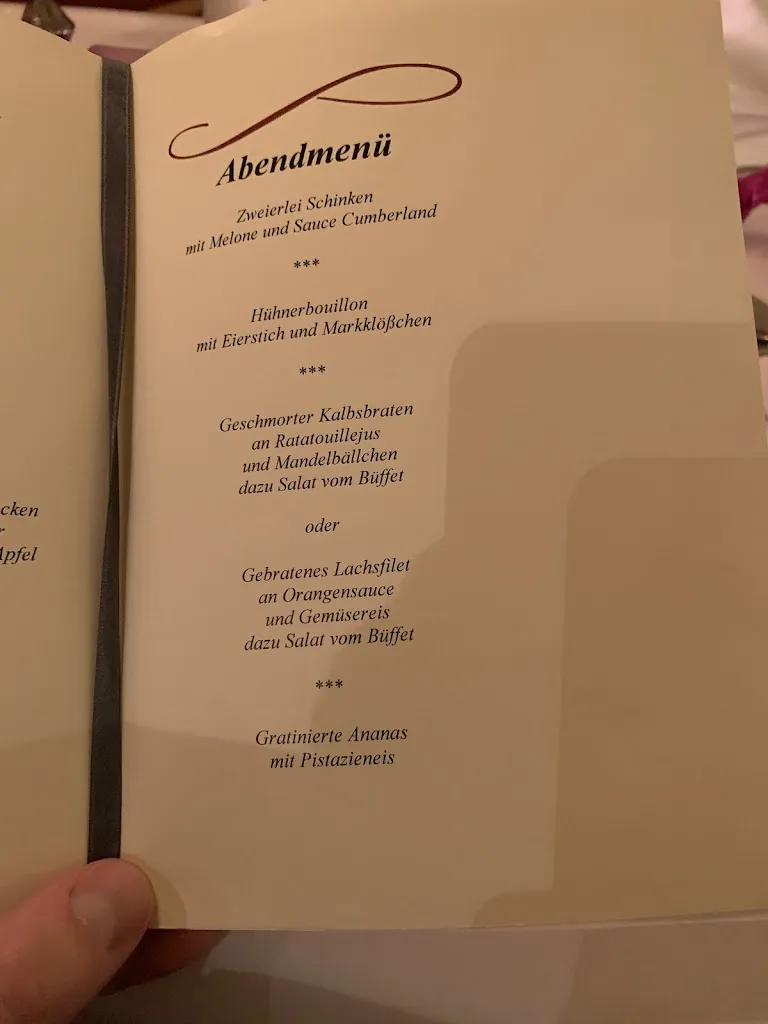 cken
r
Apfel
Abendmenü
Zweierlei Schinken
mit Melone und Sauce Cumberland
***
Hühnerbouillon
mit Eierstich und Markklößchen
***
Geschmorter Kalbsbraten
an Ratatouillejus
und Mandelbällchen
dazu Salat vom Büffet
oder
Gebratenes Lachsfilet
an Orangensauce
und Gemüsereis
dazu Salat vom Büffet
***
Gratinierte Ananas
mit Pistazieneis